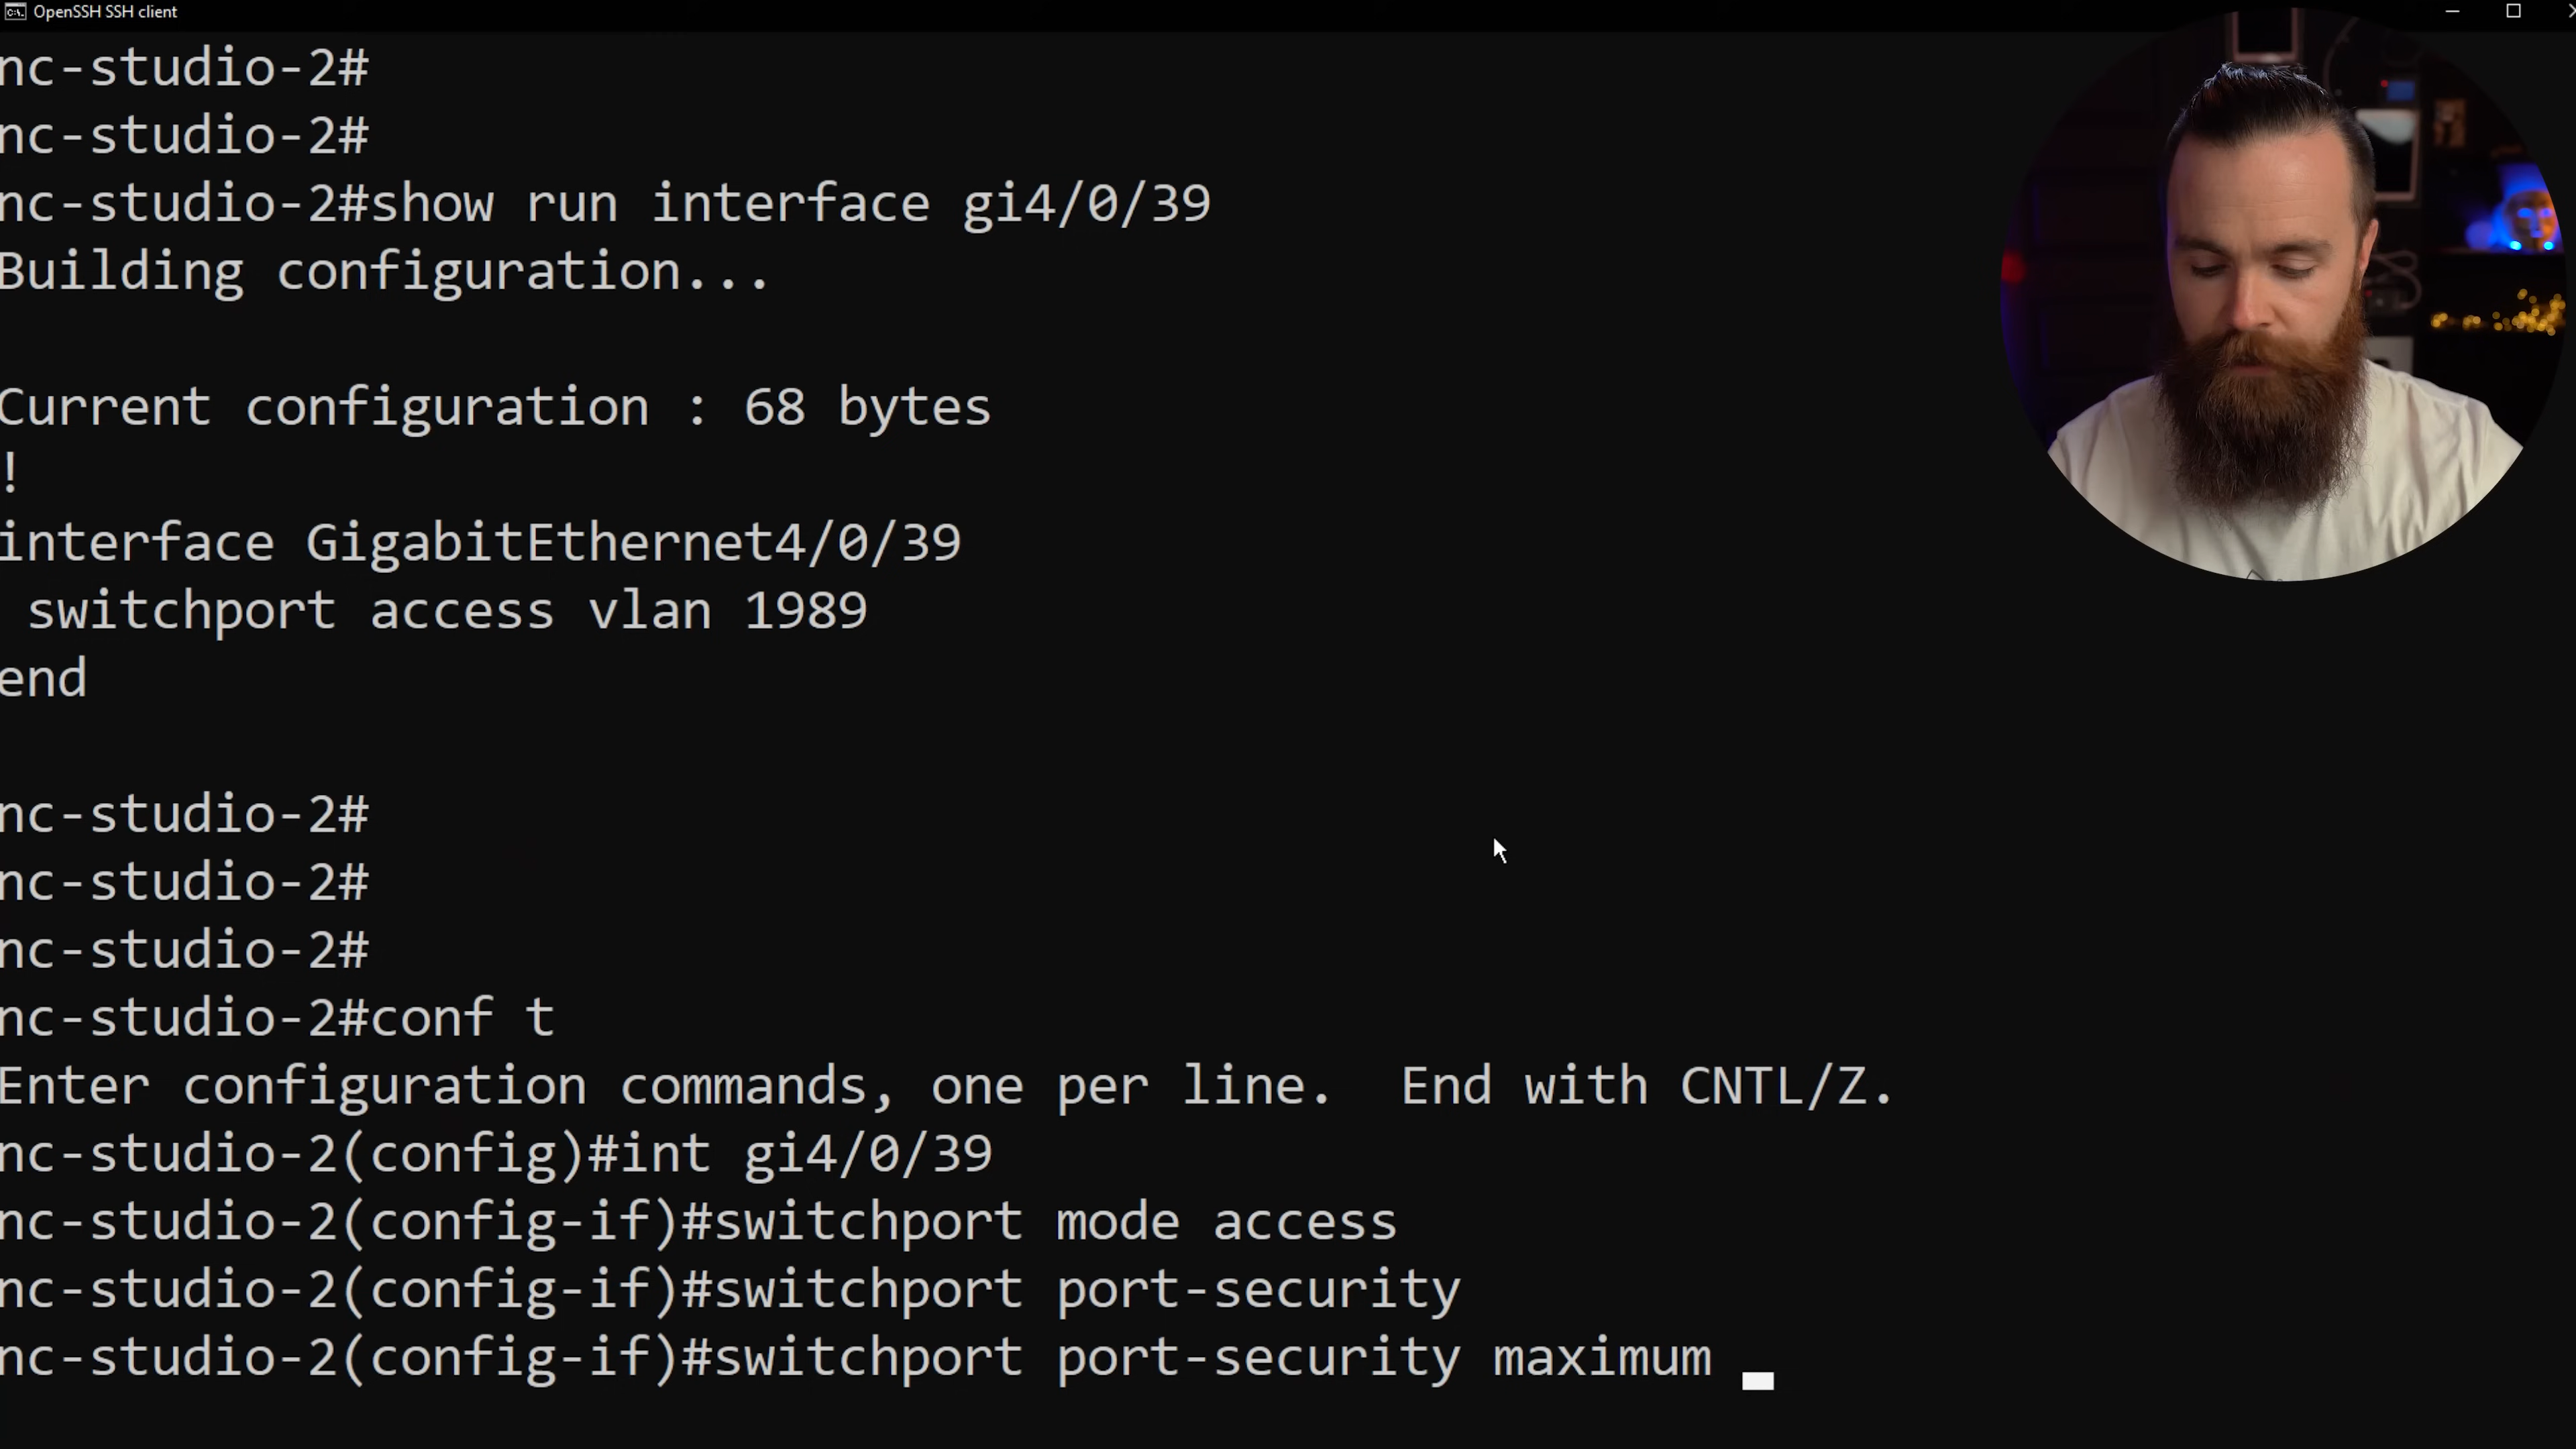 OpenSSH SSH client
nc-studio-2#
nc-studio-2#
nc-studio-2#show run interface gi4/0/39
Building configuration...
Current configuration : 68 bytes
!
interface GigabitEthernet4/0/39
switchport access vlan 1989
end
nc-studio-2#
nc-studio-2#
nc-studio-2#
nc-studio-2#conf t
Enter configuration commands, one per line.  End with CNTL/Z.
nc-studio-2(config)#int gi4/0/39
nc-studio-2(config-if)#switchport mode access
nc-studio-2(config-if)#switchport port-security
nc-studio-2(config-if)#switchport port-security maximum